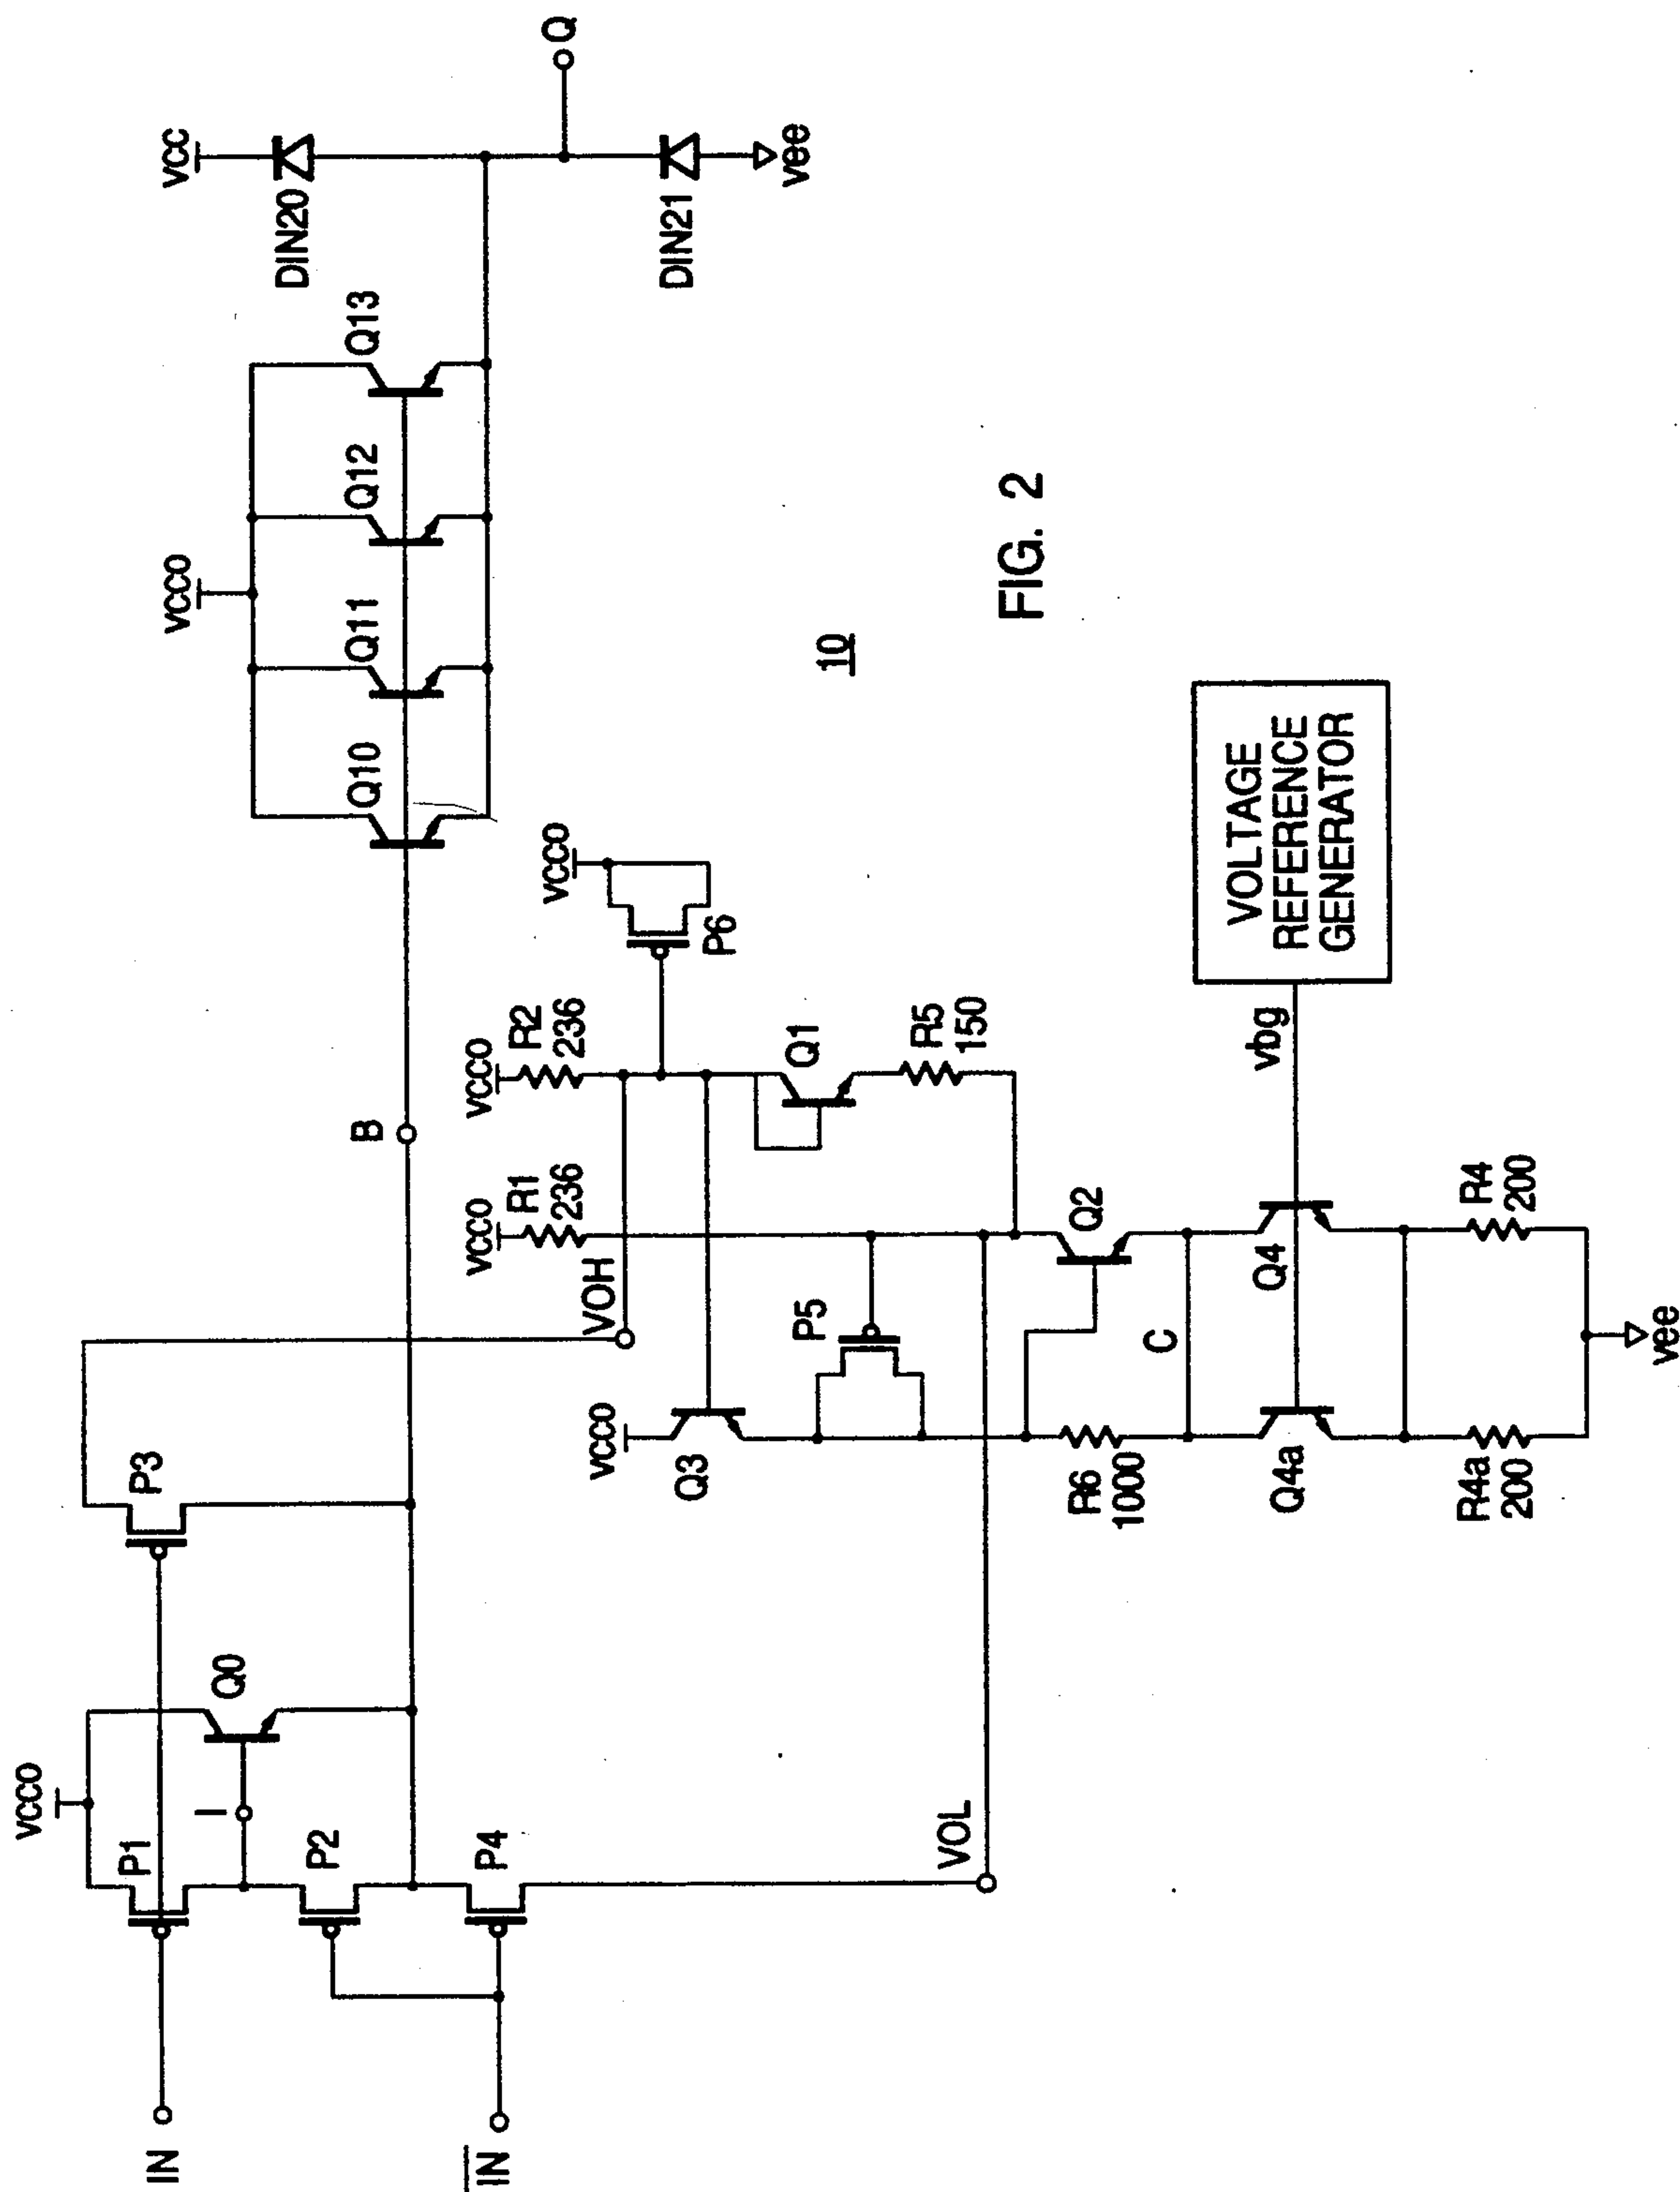 vcc
DIN20
Q
DIN21
vee
vcco
Q10
Q11
Q12
Q13
vcco
P1
I
Q0
P2
P4
P3
B
IN
IN
VOH
VOL
vcco
R1
236
vcco
R2
236
vcco
P6
vcco
Q3
P5
Q1
R5
150
Q2
R6
1000
C
Q4a
Q4
vbg
VOLTAGE
REFERENCE
GENERATOR
R4a
200
R4
200
vee
10
FIG. 2